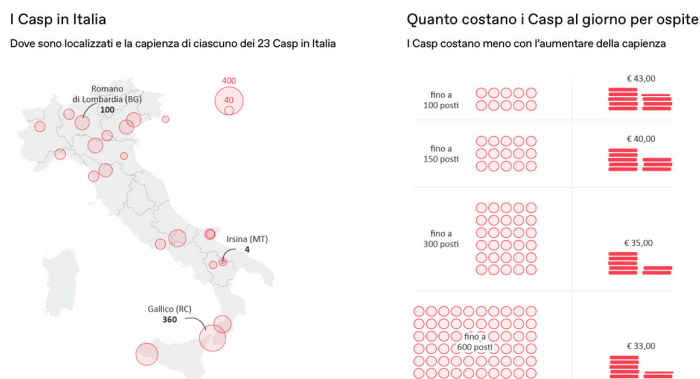 I Casp in Italia
Dove sono localizzati e la capienza di ciascuno dei 23 Casp in Italia
400
40
Romano
di Lombardia (BG)
100
Irsina (MT)
4
Gallico (RC)
360
Quanto costano i Casp al giorno per ospite
I Casp costano meno con l'aumentare della capienza
fino a
100 posti
€ 43,00
fino a
150 posti
€ 40,00
fino a
300 posti
€ 35,00
fino a
600 posti
€ 33,00